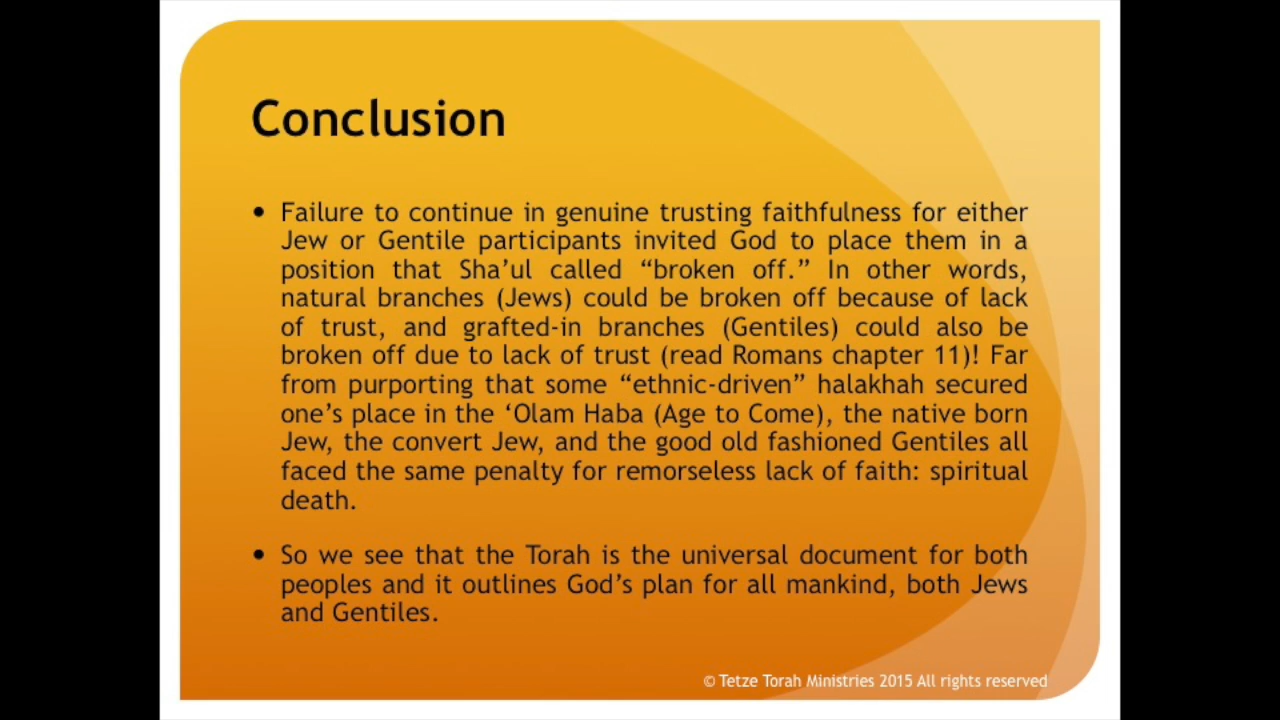 Conclusion
• Failure to continue in genuine trusting faithfulness for either
Jew or Gentile participants invited God to place them in a
position that Sha’ul called “broken off.” In other words,
natural branches (Jews) could be broken off because of lack
of trust, and grafted-in branches (Gentiles) could also be
broken off due to lack of trust (read Romans chapter 11)! Far
from purporting that some “ethnic-driven” halakhah secured
one’s place in the ‘Olam Haba (Age to Come), the native born
Jew, the convert Jew, and the good old fashioned Gentiles all
faced the same penalty for remorseless lack of faith: spiritual
death.
• So we see that the Torah is the universal document for both
peoples and it outlines God’s plan for all mankind, both Jews
and Gentiles.
© Tetze Torah Ministries 2015 All rights reserved